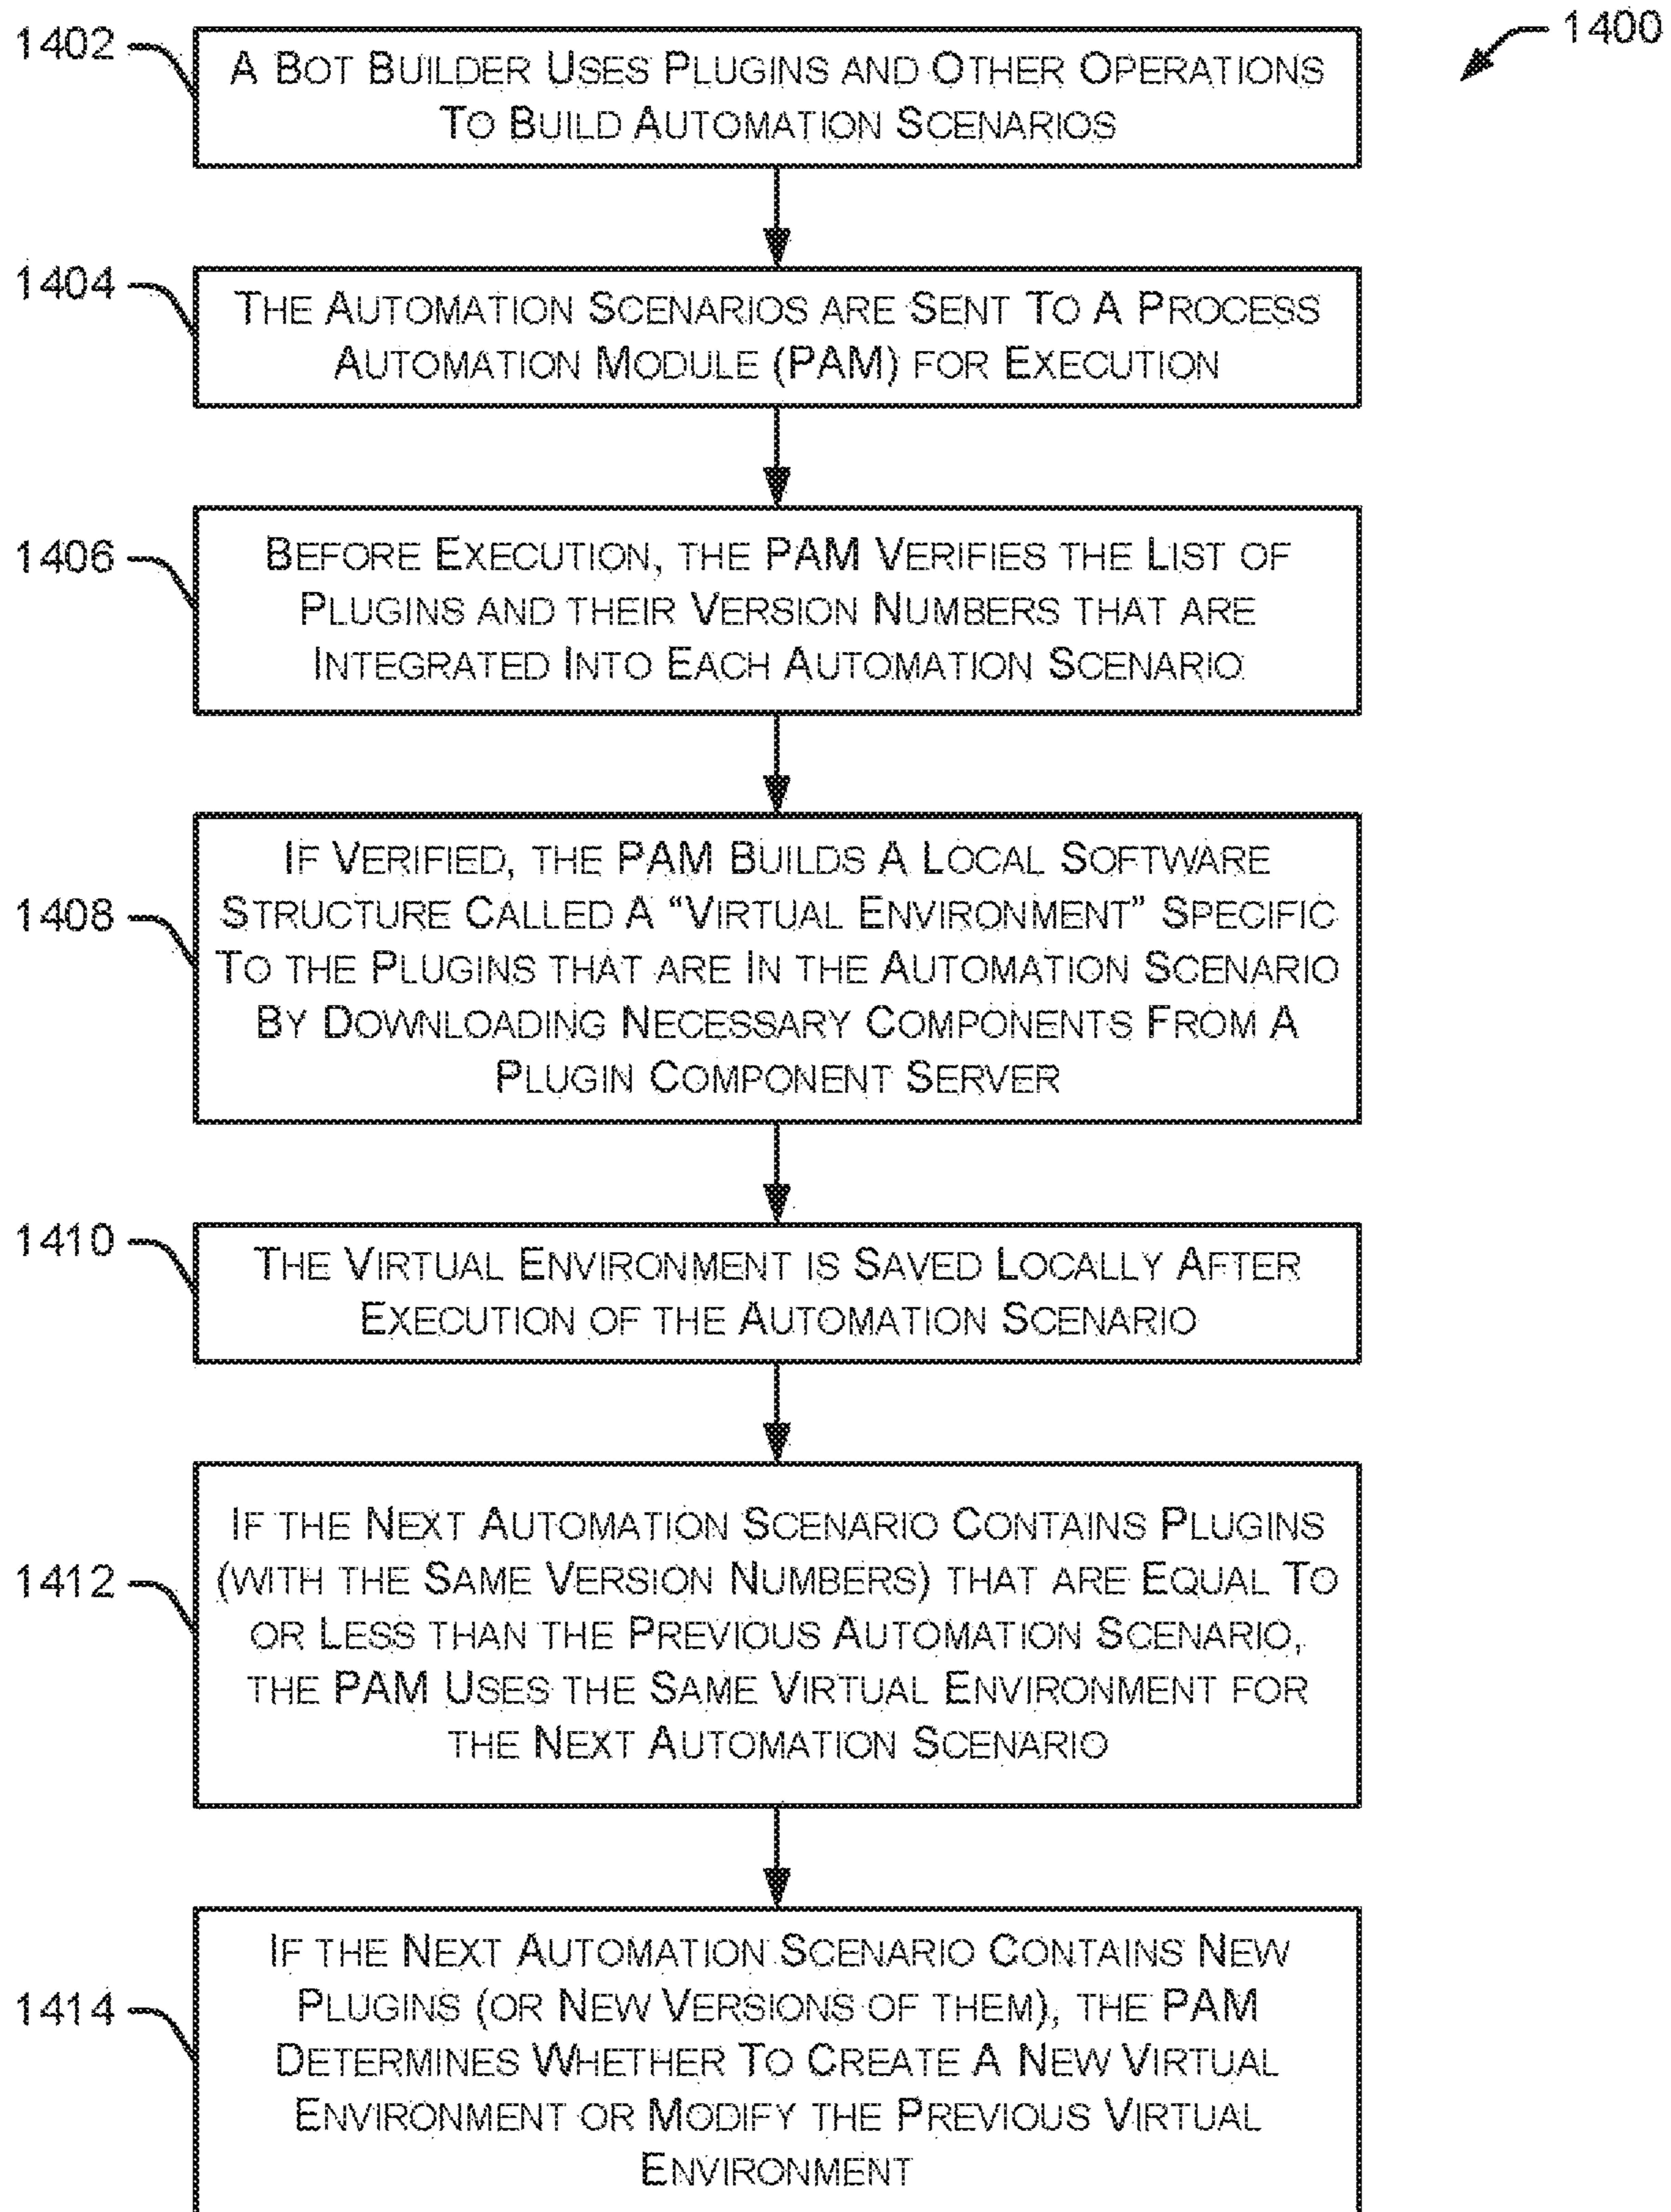 1400
1402
A BOT BUILDER USES PLUGINS AND OTHER OPERATIONS
TO BUILD AUTOMATION SCENARIOS
1404
THE AUTOMATION SCENARIOS ARE SENT TO A PROCESS
AUTOMATION MODULE (PAM) FOR EXECUTION
1406
BEFORE EXECUTION, THE PAM VERIFIES THE LIST OF
PLUGINS AND THEIR VERSION NUMBERS THAT ARE
INTEGRATED INTO EACH AUTOMATION SCENARIO
1408
IF VERIFIED, THE PAM BUILDS A LOCAL SOFTWARE
STRUCTURE CALLED A “VIRTUAL ENVIRONMENT” SPECIFIC
TO THE PLUGINS THAT ARE IN THE AUTOMATION SCENARIO
BY DOWNLOADING NECESSARY COMPONENTS FROM A
PLUGIN COMPONENT SERVER
1410
THE VIRTUAL ENVIRONMENT IS SAVED LOCALLY AFTER
EXECUTION OF THE AUTOMATION SCENARIO
1412
IF THE NEXT AUTOMATION SCENARIO CONTAINS PLUGINS
(WITH THE SAME VERSION NUMBERS) THAT ARE EQUAL TO
OR LESS THAN THE PREVIOUS AUTOMATION SCENARIO,
THE PAM USES THE SAME VIRTUAL ENVIRONMENT FOR
THE NEXT AUTOMATION SCENARIO
1414
IF THE NEXT AUTOMATION SCENARIO CONTAINS NEW
PLUGINS (OR NEW VERSIONS OF THEM), THE PAM
DETERMINES WHETHER TO CREATE A NEW VIRTUAL
ENVIRONMENT OR MODIFY THE PREVIOUS VIRTUAL
ENVIRONMENT